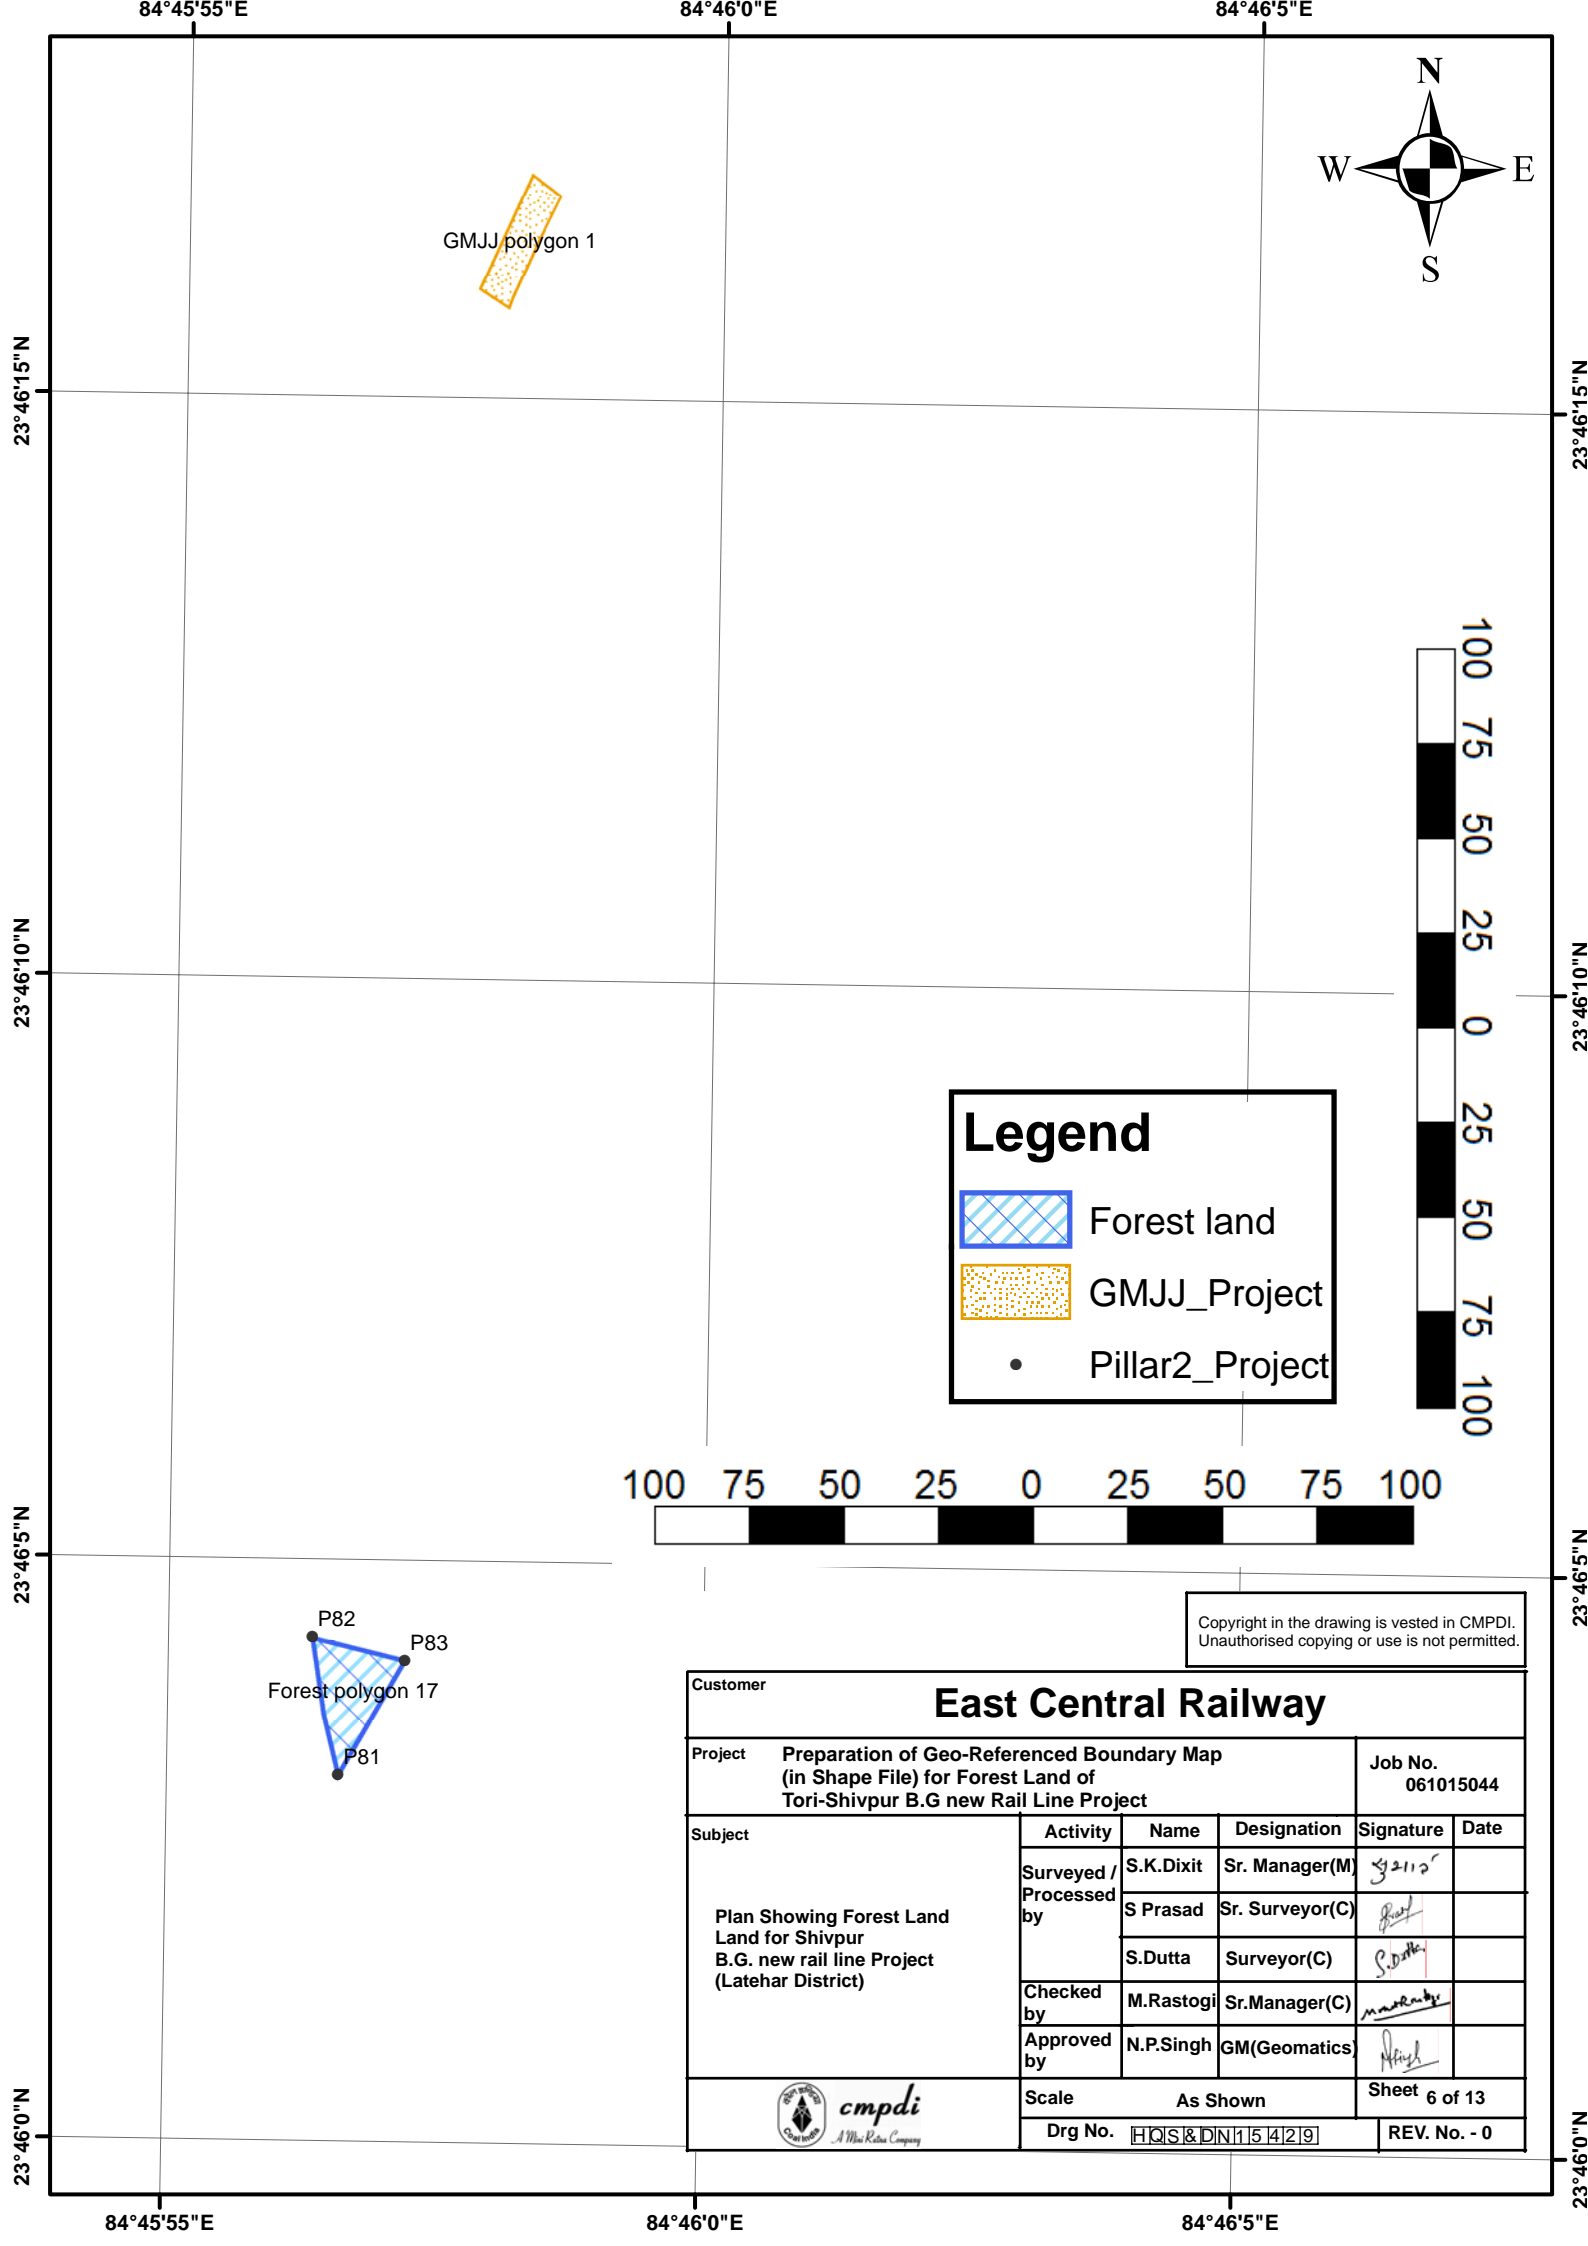 84°45'55"E 84°46'0"E 84°46'5"E
N
W E
S
GMJJ polygon 1
23°46'15"N 23°46'15"N
100 75 50 25 0 25 50 75 100
23°46'10"N 23°46'10"N
Legend
Forest land
GMJJ_Project
Pillar2_Project
100 75 50 25 0 25 50 75 100
23°46'5"N 23°46'5"N
P82
P83
Forest polygon 17
P81
Copyright in the drawing is vested in CMPDI.
Unauthorised copying or use is not permitted.
Customer
East Central Railway
Project
Preparation of Geo-Referenced Boundary Map
(in Shape File) for Forest Land of
Tori-Shivpur B.G new Rail Line Project
Job No.
061015044
Subject
Plan Showing Forest Land
Land for Shivpur
B.G. new rail line Project
(Latehar District)
Activity Name Designation Signature Date
Surveyed /
Processed
by
S.K.Dixit Sr. Manager(M)
S Prasad Sr. Surveyor(C)
S.Dutta Surveyor(C) S.Dutta
Checked
by
M.Rastogi Sr.Manager(C)
Approved
by
N.P.Singh GM(Geomatics)
cmpdi
A Mini Ratna Company
Coal India
Scale As Shown Sheet 6 of 13
Drg No. HQS&DN15429 REV. No. - 0
23°46'0"N 23°46'0"N
84°45'55"E 84°46'0"E 84°46'5"E